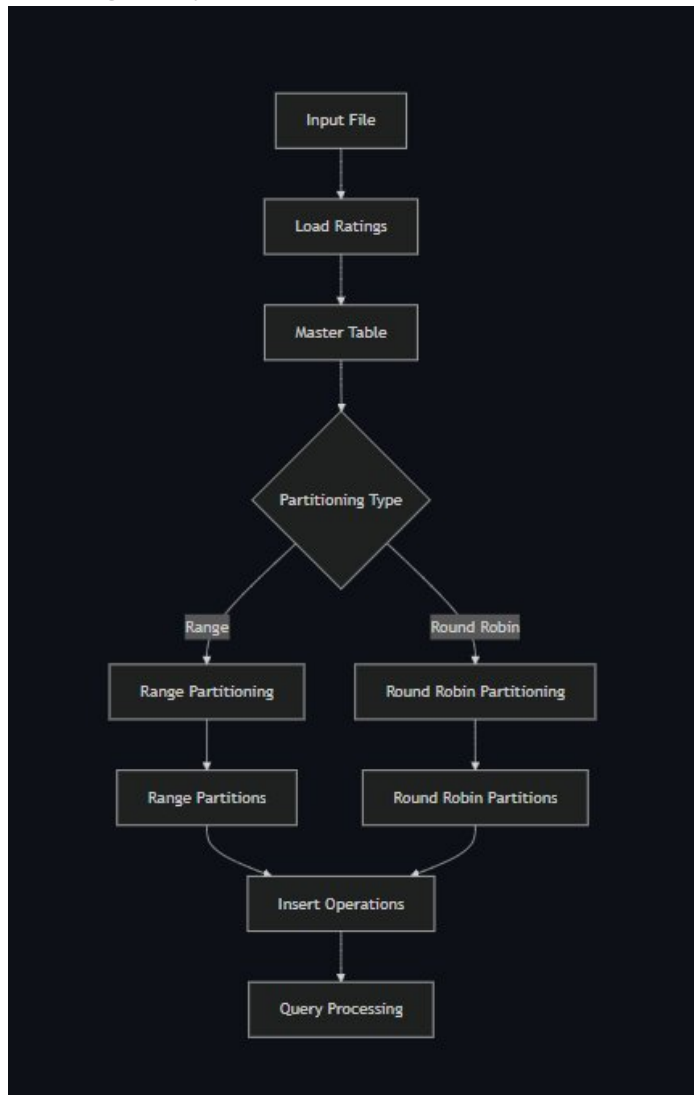 Input File
Load Ratings
Master Table
Partitioning Type
Range
Round Robin
Range Partitioning
Round Robin Partitioning
Range Partitions
Round Robin Partitions
Insert Operations
Query Processing